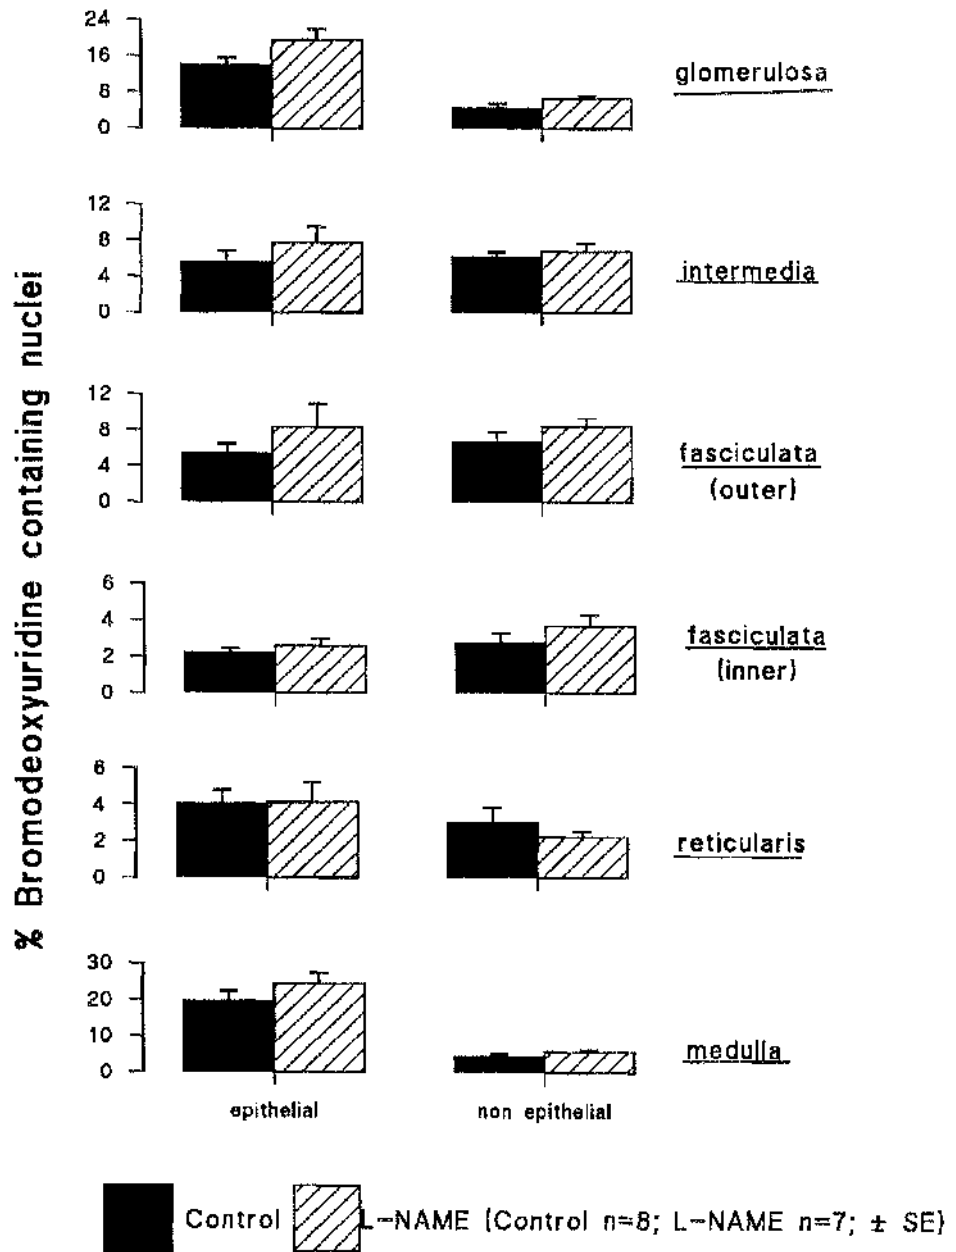 % Bromodeoxyuridine containing nuclei
24
16
8
0
glomerulosa
12
8
4
0
intermedia
12
8
4
0
fasciculata
(outer)
6
4
2
0
fasciculata
(inner)
6
4
2
0
reticularis
30
20
10
0
medulla
epithelial
non epithelial
Control
L-NAME (Control n=8; L-NAME n=7; ± SE)